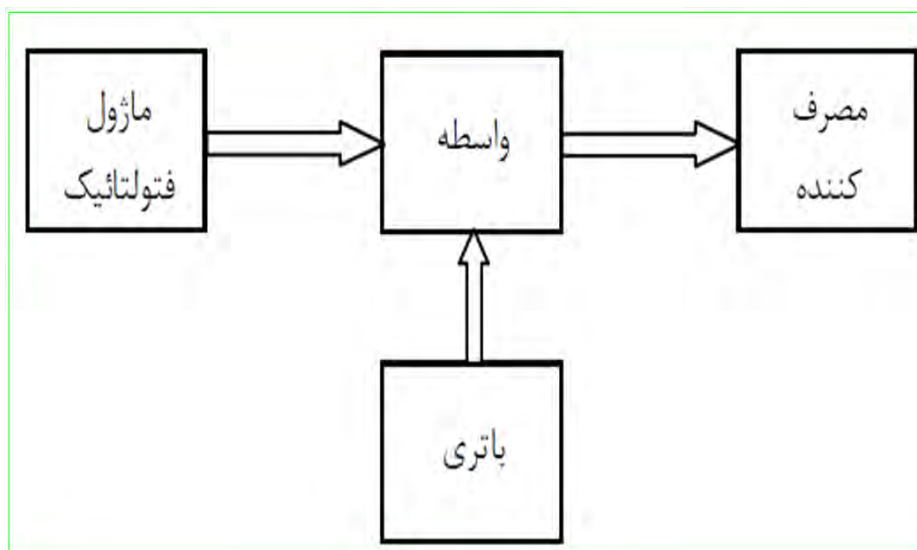 ماژول
فتولتائیک
واسطه
مصرف
کننده
باتری